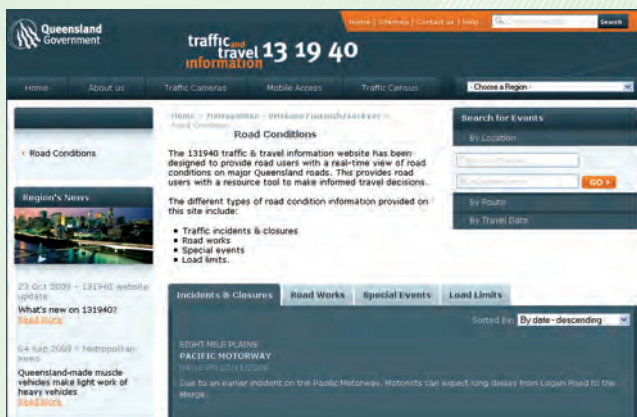 Queensland
Government
Home | Sitemap | Contact us | Help
Search
traffic and
travel 13 19 40
information
Home
About us
Traffic Cameras
Mobile Access
Traffic Census
- Choose a Region -
Road Conditions
Region's News
23 Oct 2009 - 131940 website
update
What's new on 131940?
Read More
04 Sep 2009 - Metropolitan
news
Queensland-made muscle
vehicles make light work of
heavy vehicles
Read More
Home > Metropolitan -
Road Conditions
Road Conditions
The 131940 traffic & travel information website has been
designed to provide road users with a real-time view of road
conditions on major Queensland roads. This provides road
users with a resource tool to make informed travel decisions.
The different types of road condition information provided on
this site include:
Traffic incidents & closures
Road works
Special events
Load limits.
Search for Events
By Location
GO
By Route
By Travel Date
Incidents & Closures
Road Works
Special Events
Load Limits
Sorted By: By date - descending
EIGHT MILE PLAINS
PACIFIC MOTORWAY
Due to an earlier incident on the Pacific Motorway, Motorists can expect long delays from Logan Road to the
Merge.